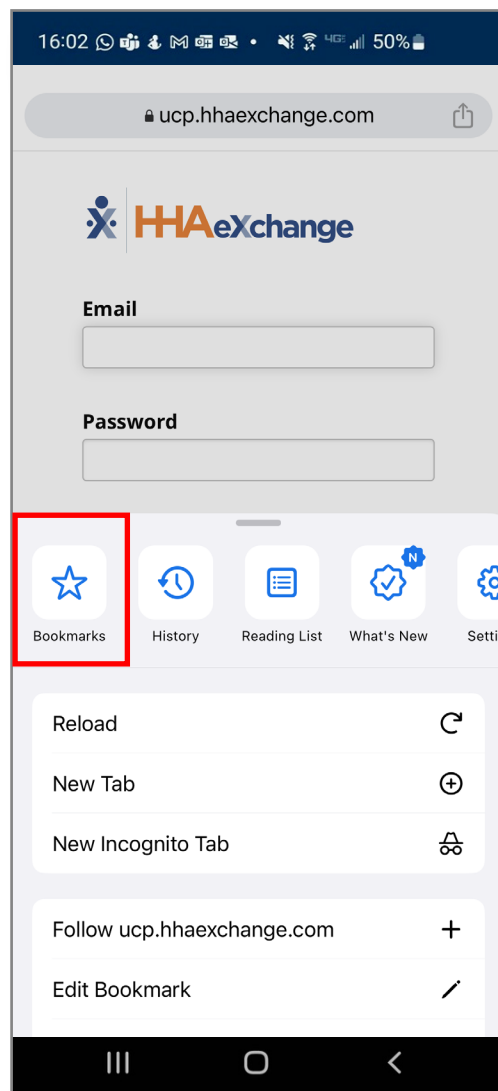 16:02 4GE 50%
ucp.hhaexchange.com
HHAeXchange
Email
Password
N
Bookmarks History Reading List What's New Setti
Reload
New Tab
New Incognito Tab
Follow ucp.hhaexchange.com
Edit Bookmark